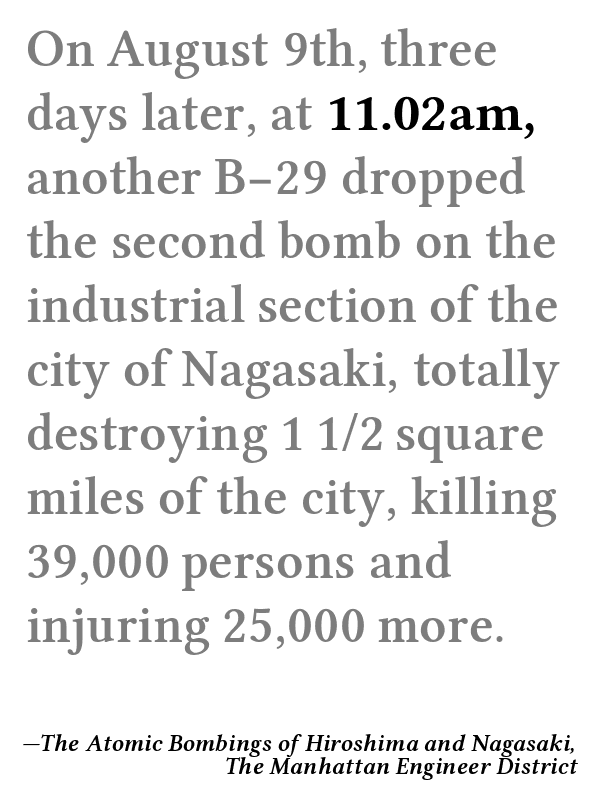 On August 9th, three
days later, at 11.02am,
another B–29 dropped
the second bomb on the
industrial section of the
city of Nagasaki, totally
destroying 1 1/2 square
miles of the city, killing
39,000 persons and
injuring 25,000 more.
—The Atomic Bombings of Hiroshima and Nagasaki,
The Manhattan Engineer District